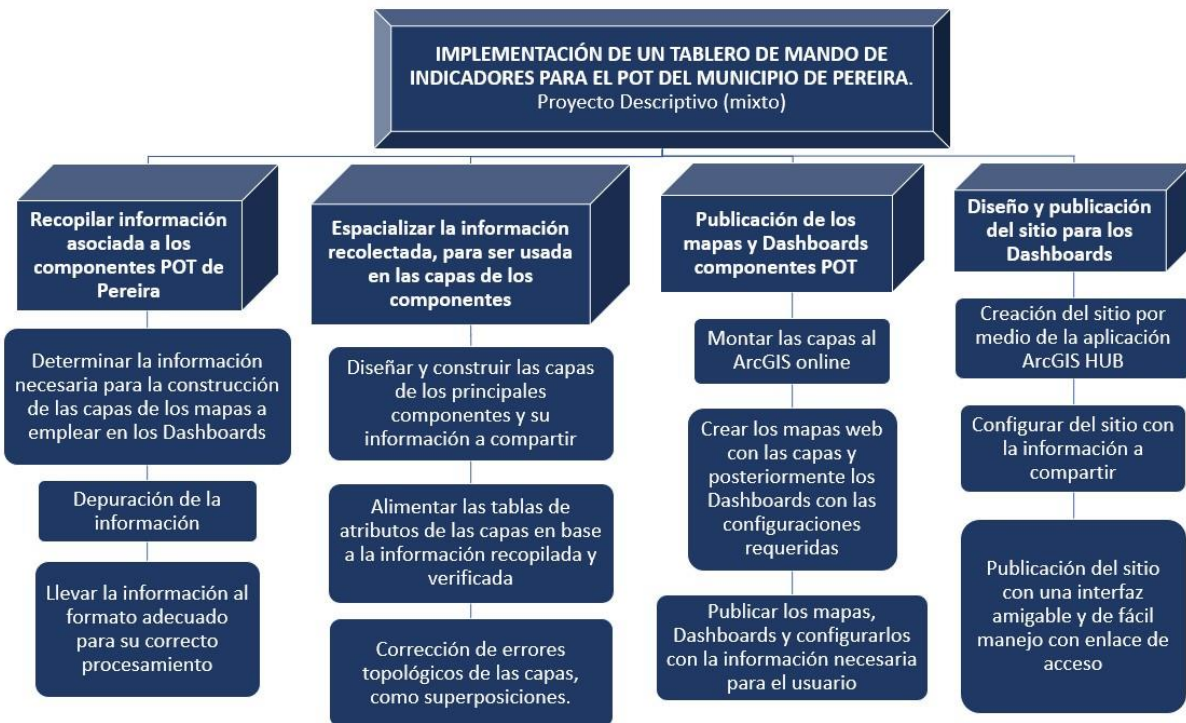 IMPLEMENTACIÓN DE UN TABLERO DE MANDO DE
INDICADORES PARA EL POT DEL MUNICIPIO DE PEREIRA.
Proyecto Descriptivo (mixto)
Recopilar información
asociada a los
componentes POT de
Pereira
Determinar la información
necesaria para la construcción
de las capas de los mapas a
emplear en los Dashboards
Depuración de la
información
Llevar la información al
formato adecuado
para su correcto
procesamiento
Espacializar la información
recolectada, para ser usada
en las capas de los
componentes
Diseñar y construir las capas
de los principales
componentes y su
información a compartir
Alimentar las tablas de
atributos de las capas en base
a la información recopilada y
verificada
Corrección de errores
topológicos de las capas,
como superposiciones.
Publicación de los
mapas y Dashboards
componentes POT
Montar las capas al
ArcGIS online
Crear los mapas web
con las capas y
posteriormente los
Dashboards con las
configuraciones
requeridas
Publicar los mapas,
Dashboards y configurarlos
con la información necesaria
para el usuario
Diseño y publicación
del sitio para los
Dashboards
Creación del sitio por
medio de la aplicación
ArcGIS HUB
Configurar del sitio con
la información a
compartir
Publicación del sitio
con una interfaz
amigable y de fácil
manejo con enlace de
acceso